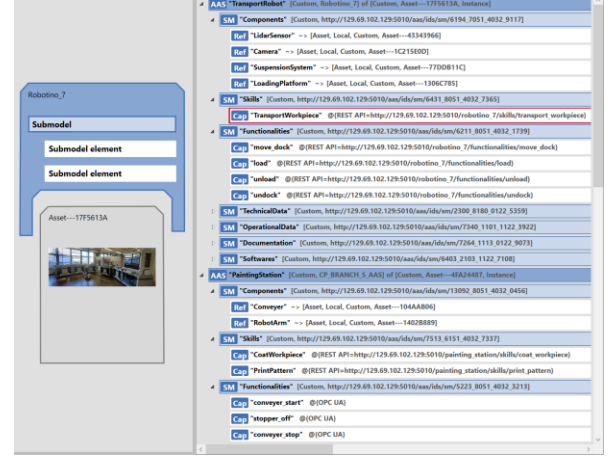 Robotino_7
Submodel
Submodel element
Submodel element
Asset---17F5613A
AAS "TransportRobot" [Custom, Robotino_7] of [Custom, Asset---17F5613A, Instance]
SM "Components" [Custom, http://129.69.102.129:5010/aas/ids/sm/6194_7051_4032_9117]
Ref "LidarSensor" ~> [Asset, Local, Custom, Asset---43343966]
Ref "Camera" ~> [Asset, Local, Custom, Asset---1C215E0D]
Ref "SuspensionSystem" ~> [Asset, Local, Custom, Asset---77DDB11C]
Ref "LoadingPlatform" ~> [Asset, Local, Custom, Asset---1306C785]
SM "Skills" [Custom, http://129.69.102.129:5010/aas/ids/sm/6431_8051_4032_7365]
Cap "TransportWorkpiece" @{REST API=http://129.69.102.129:5010/robotino_7/skills/transport_workpiece}
SM "Functionalities" [Custom, http://129.69.102.129:5010/aas/ids/sm/6211_8051_4032_1739]
Cap "move_dock" @{REST API=http://129.69.102.129:5010/robotino_7/functionalities/move_dock}
Cap "load" @{REST API=http://129.69.102.129:5010/robotino_7/functionalities/load}
Cap "unload" @{REST API=http://129.69.102.129:5010/robotino_7/functionalities/unload}
Cap "undock" @{REST API=http://129.69.102.129:5010/robotino_7/functionalities/undock}
SM "TechnicalData" [Custom, http://129.69.102.129:5010/aas/ids/sm/2300_8180_0122_5359]
SM "OperationalData" [Custom, http://129.69.102.129:5010/aas/ids/sm/7340_1101_1122_3922]
SM "Documentation" [Custom, http://129.69.102.129:5010/aas/ids/sm/7264_1113_0122_9073]
SM "Softwares" [Custom, http://129.69.102.129:5010/aas/ids/sm/6403_2103_1122_7108]
AAS "PaintingStation" [Custom, CP_BRANCH_S_AAS] of [Custom, Asset---4FA24487, Instance]
SM "Components" [Custom, http://129.69.102.129:5010/aas/ids/sm/13092_8051_4032_0456]
Ref "Conveyer" ~> [Asset, Local, Custom, Asset---104AAB06]
Ref "RobotArm" ~> [Asset, Local, Custom, Asset---1402B889]
SM "Skills" [Custom, http://129.69.102.129:5010/aas/ids/sm/7513_6151_4032_7337]
Cap "CoatWorkpiece" @{REST API=http://129.69.102.129:5010/painting_station/skills/coat_workpiece}
Cap "PrintPattern" @{REST API=http://129.69.102.129:5010/painting_station/skills/print_pattern}
SM "Functionalities" [Custom, http://129.69.102.129:5010/aas/ids/sm/5223_8051_4032_3213]
Cap "conveyer_start" @{OPC UA}
Cap "stopper_off" @{OPC UA}
Cap "conveyer_stop" @{OPC UA}